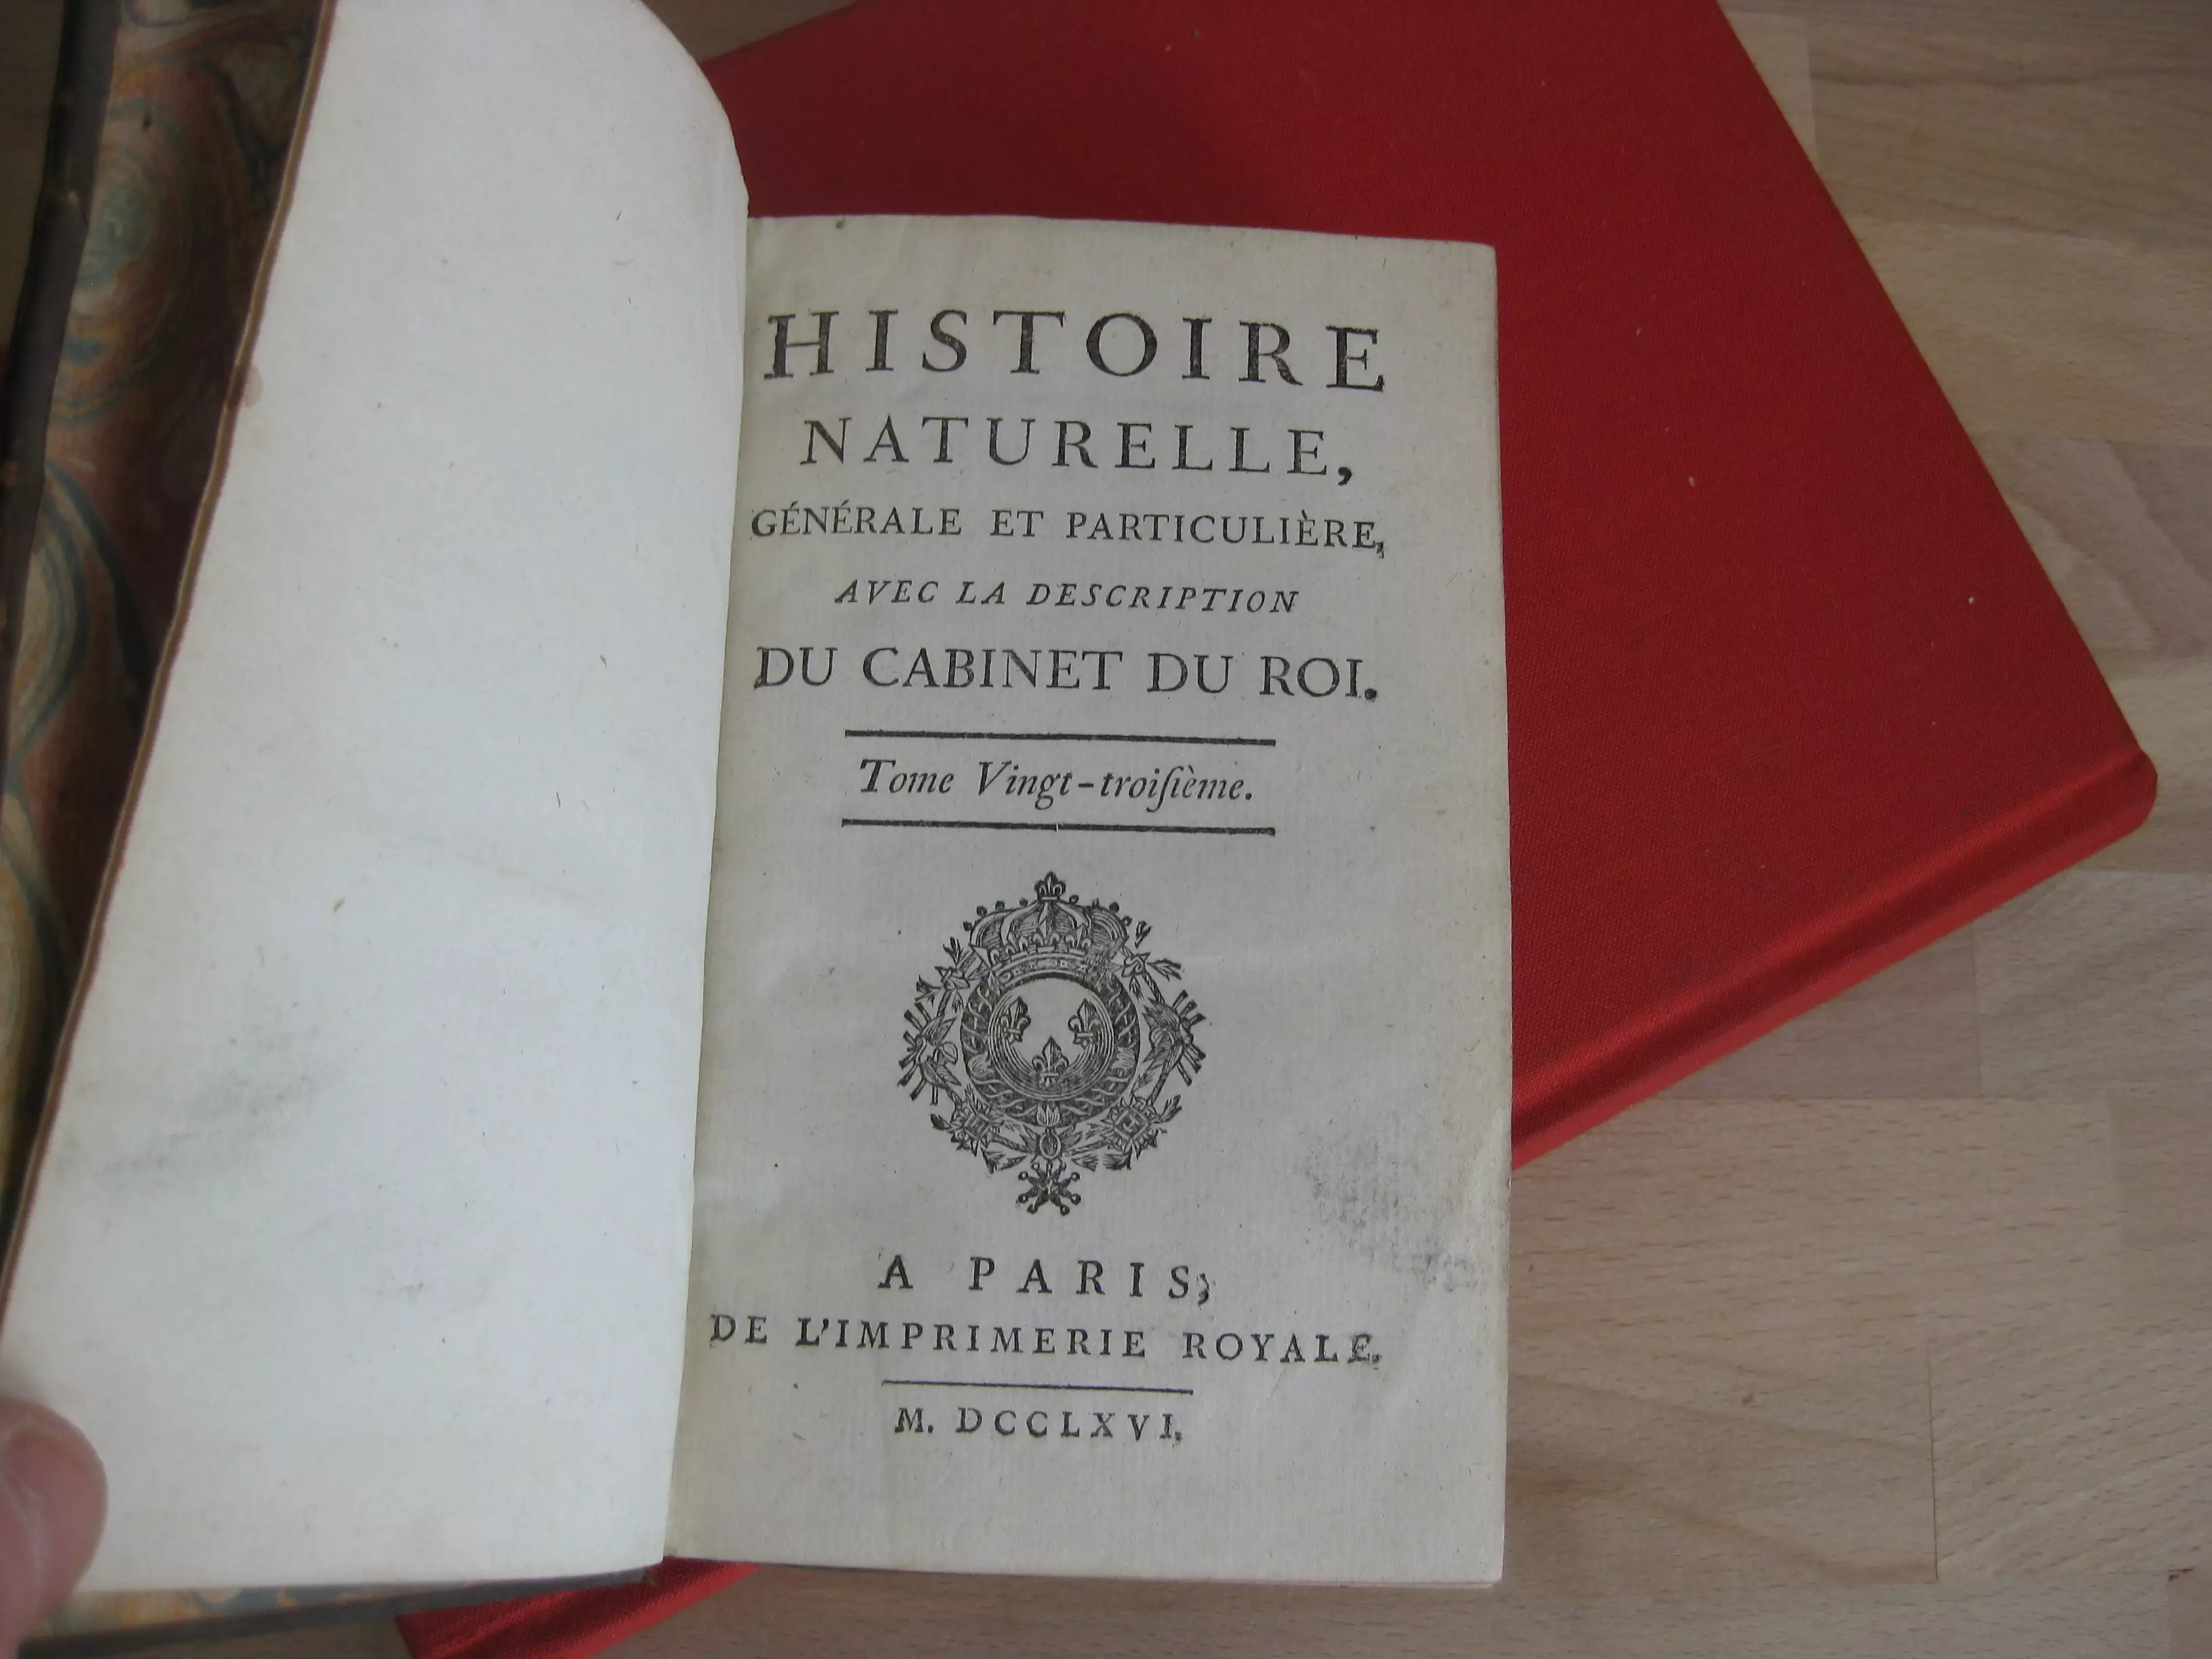 HISTOIRE
NATURELLE,
GÉNÉRALE ET PARTICULIÈRE,
AVEC LA DESCRIPTION
DU CABINET DU ROI.
Tome Vingt-troiſième.
A PARIS,
DE L'IMPRIMERIE ROYALE.
M. DCCLXVI.